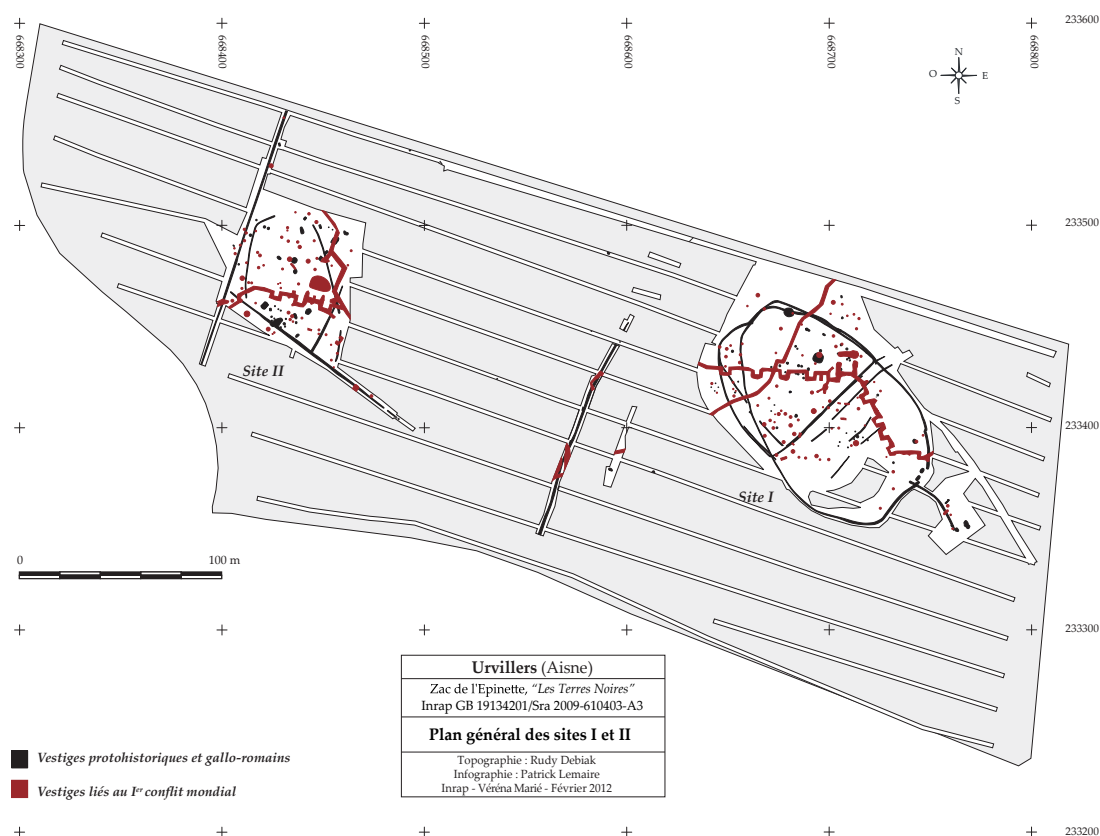 233600
668300
668400
668500
668600
668700
668800
N
O
E
S
233500
Site II
233400
Site I
0
100 m
233300
Urvillers (Aisne)
Zac de l'Epinette, “Les Terres Noires”
Inrap GB 19134201/Sra 2009-610403-A3
Plan général des sites I et II
Topographie : Rudy Debiak
Infographie : Patrick Lemaire
Inrap - Véréna Marié - Février 2012
Vestiges protohistoriques et gallo-romains
Vestiges liés au Ier conflit mondial
233200